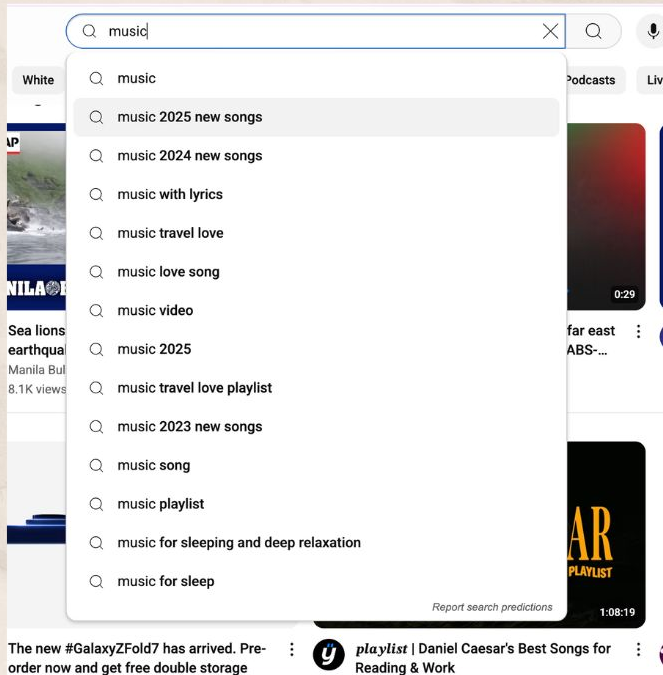 music
White
Podcasts
Liv
music
music 2025 new songs
music 2024 new songs
music with lyrics
music travel love
music love song
music video
music 2025
music travel love playlist
music 2023 new songs
music song
music playlist
music for sleeping and deep relaxation
music for sleep
Report search predictions
AP
NILA
0:29
Sea lions
earthqua
Manila Bul
8.1K views
far east
ABS-...
AR
PLAYLIST
1:08:19
The new #GalaxyZFold7 has arrived. Pre-
order now and get free double storage
ÿ
playlist | Daniel Caesar's Best Songs for
Reading & Work